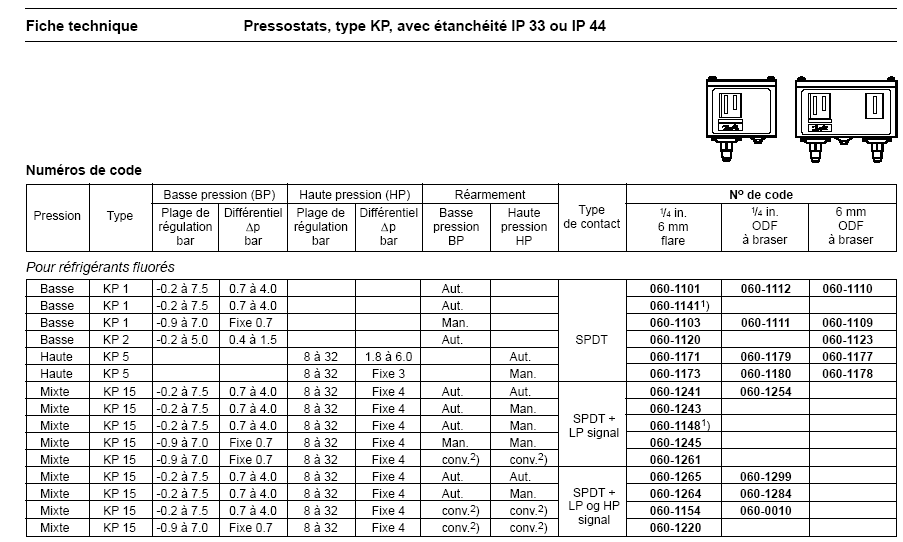 Fiche technique Pressostats, type KP, avec étanchéité IP 33 ou IP 44
Danfoss Danfoss
Numéros de code
Basse pression (BP) Haute pression (HP) Réarmement Nº de code
Pression Type Plage de régulation bar Différentiel Δp bar Plage de régulation bar Différentiel Δp bar Basse pression BP Haute pression HP Type de contact 1/4 in. 6 mm flare 1/4 in. ODF à braser 6 mm ODF à braser
Pour réfrigérants fluorés
Basse KP 1 -0.2 à 7.5 0.7 à 4.0 Aut. 060-1101 060-1112 060-1110
Basse KP 1 -0.2 à 7.5 0.7 à 4.0 Aut. 060-1141¹)
Basse KP 1 -0.9 à 7.0 Fixe 0.7 Man. 060-1103 060-1111 060-1109
Basse KP 2 -0.2 à 5.0 0.4 à 1.5 Aut. SPDT 060-1120 060-1123
Haute KP 5 8 à 32 1.8 à 6.0 Aut. 060-1171 060-1179 060-1177
Haute KP 5 8 à 32 Fixe 3 Man. 060-1173 060-1180 060-1178
Mixte KP 15 -0.2 à 7.5 0.7 à 4.0 8 à 32 Fixe 4 Aut. Aut. 060-1241 060-1254
Mixte KP 15 -0.2 à 7.5 0.7 à 4.0 8 à 32 Fixe 4 Aut. Man. 060-1243
Mixte KP 15 -0.2 à 7.5 0.7 à 4.0 8 à 32 Fixe 4 Aut. Man. SPDT + LP signal 060-1148¹)
Mixte KP 15 -0.9 à 7.0 Fixe 0.7 8 à 32 Fixe 4 Man. Man. 060-1245
Mixte KP 15 -0.9 à 7.0 Fixe 0.7 8 à 32 Fixe 4 conv.²) conv.²) 060-1261
Mixte KP 15 -0.2 à 7.5 0.7 à 4.0 8 à 32 Fixe 4 Aut. Aut. 060-1265 060-1299
Mixte KP 15 -0.2 à 7.5 0.7 à 4.0 8 à 32 Fixe 4 Aut. Man. SPDT + LP og HP signal 060-1264 060-1284
Mixte KP 15 -0.2 à 7.5 0.7 à 4.0 8 à 32 Fixe 4 conv.²) conv.²) 060-1154 060-0010
Mixte KP 15 -0.9 à 7.0 Fixe 0.7 8 à 32 Fixe 4 conv.²) conv.²) 060-1220